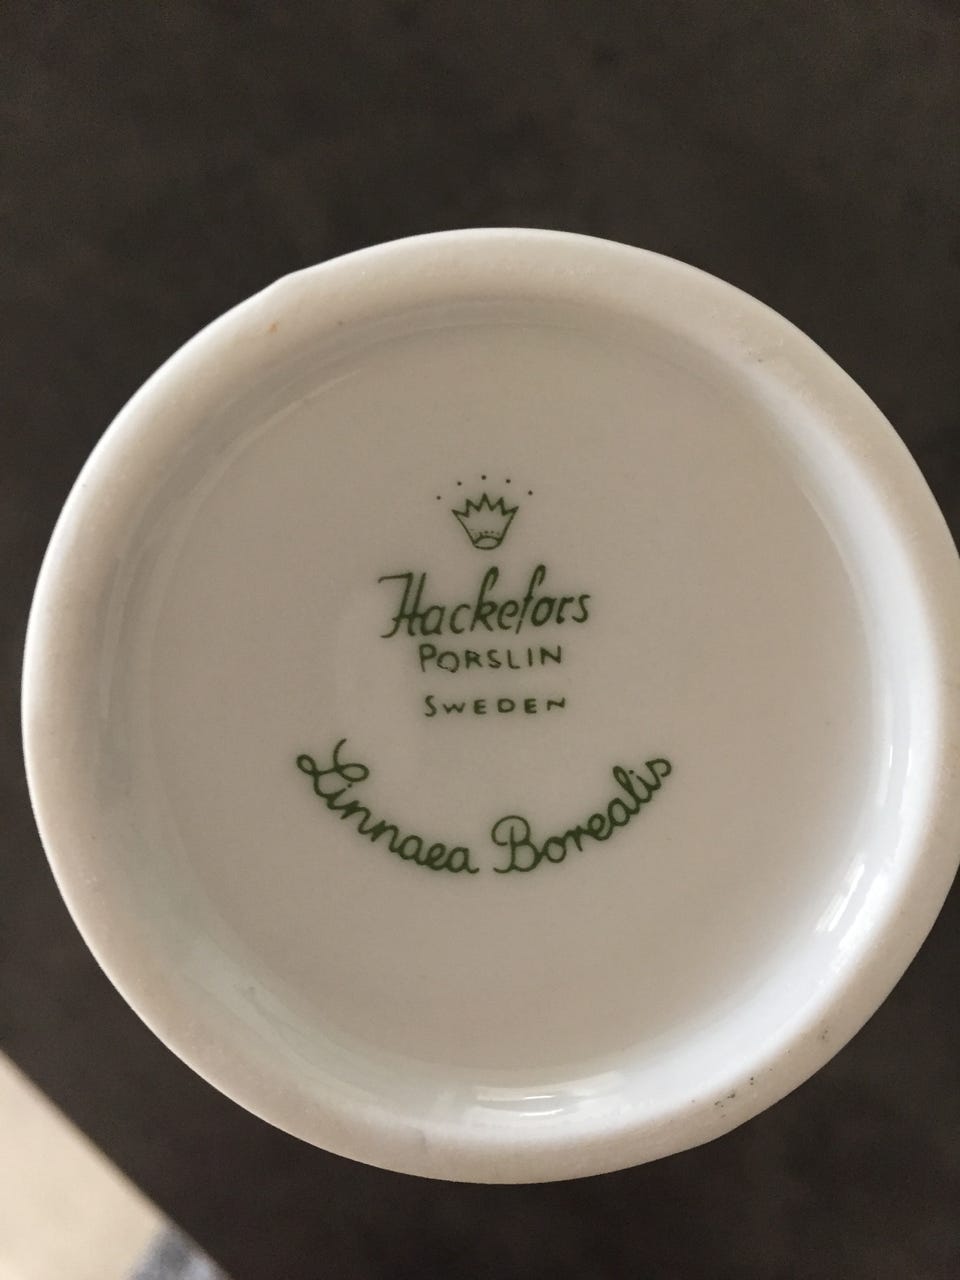 Hackefors
PORSLIN
SWEDEN
Linnaea Borealis